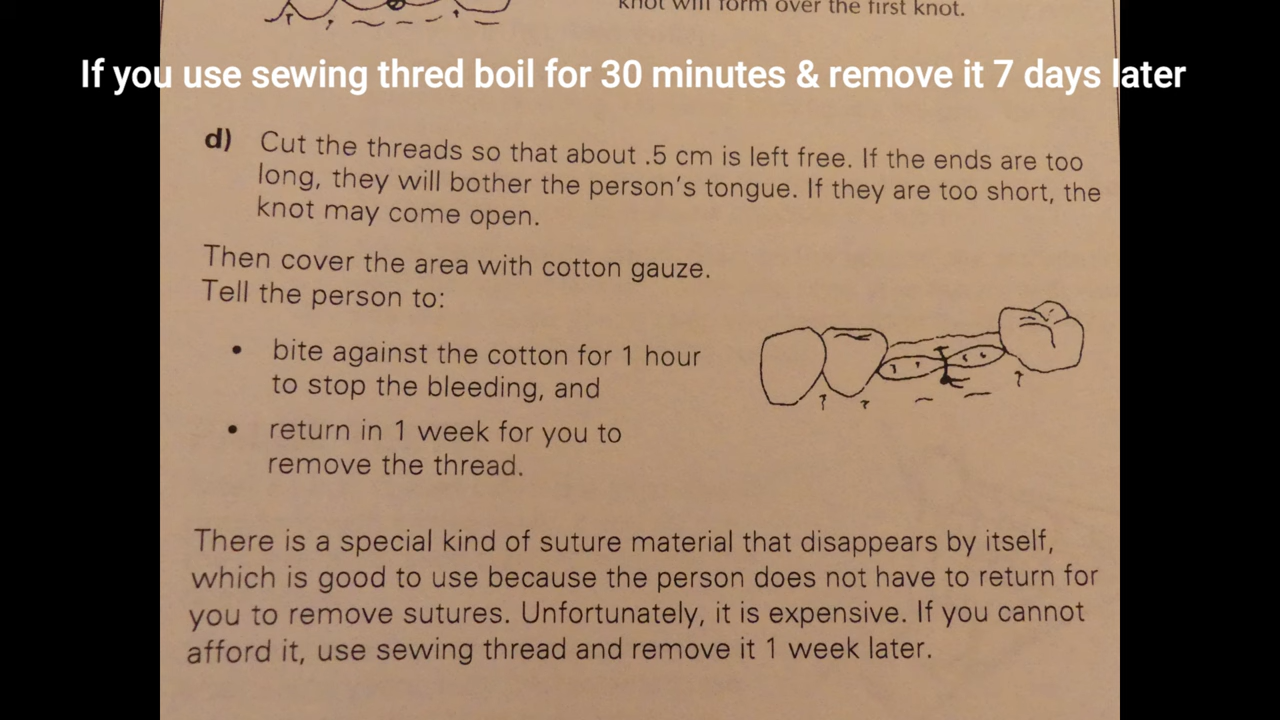 knot will form over the first knot.
If you use sewing thred boil for 30 minutes & remove it 7 days later
d) Cut the threads so that about .5 cm is left free. If the ends are too
long, they will bother the person's tongue. If they are too short, the
knot may come open.
Then cover the area with cotton gauze.
Tell the person to:
• bite against the cotton for 1 hour
to stop the bleeding, and
• return in 1 week for you to
remove the thread.
There is a special kind of suture material that disappears by itself,
which is good to use because the person does not have to return for
you to remove sutures. Unfortunately, it is expensive. If you cannot
afford it, use sewing thread and remove it 1 week later.